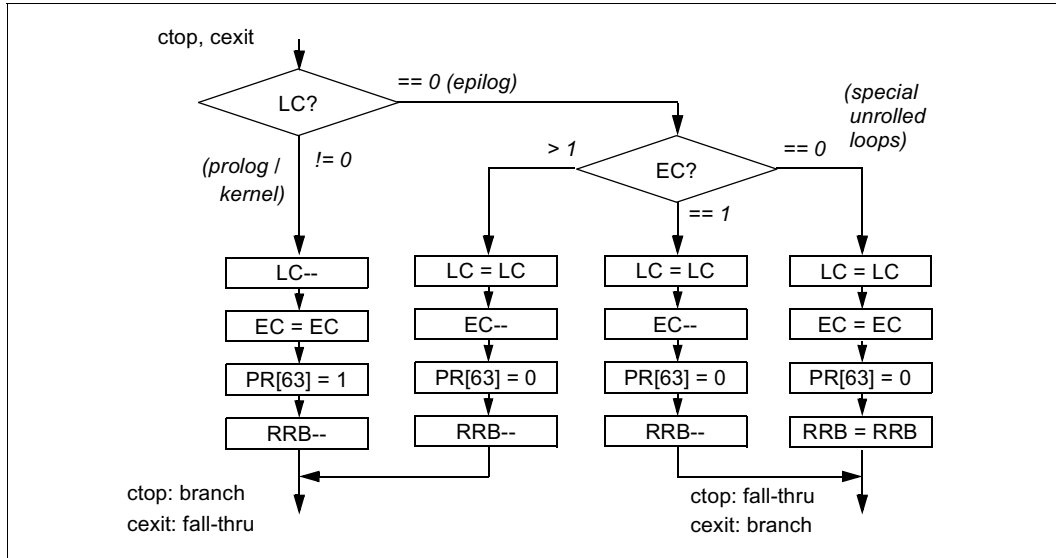 ctop, cexit
LC?
== 0 (epilog)
(special
unrolled
loops)
(prolog /
kernel)
!= 0
> 1
EC?
== 0
== 1
LC--
LC = LC
LC = LC
LC = LC
EC = EC
EC--
EC--
EC = EC
PR[63] = 1
PR[63] = 0
PR[63] = 0
PR[63] = 0
RRB--
RRB--
RRB--
RRB = RRB
ctop: branch
cexit: fall-thru
ctop: fall-thru
cexit: branch